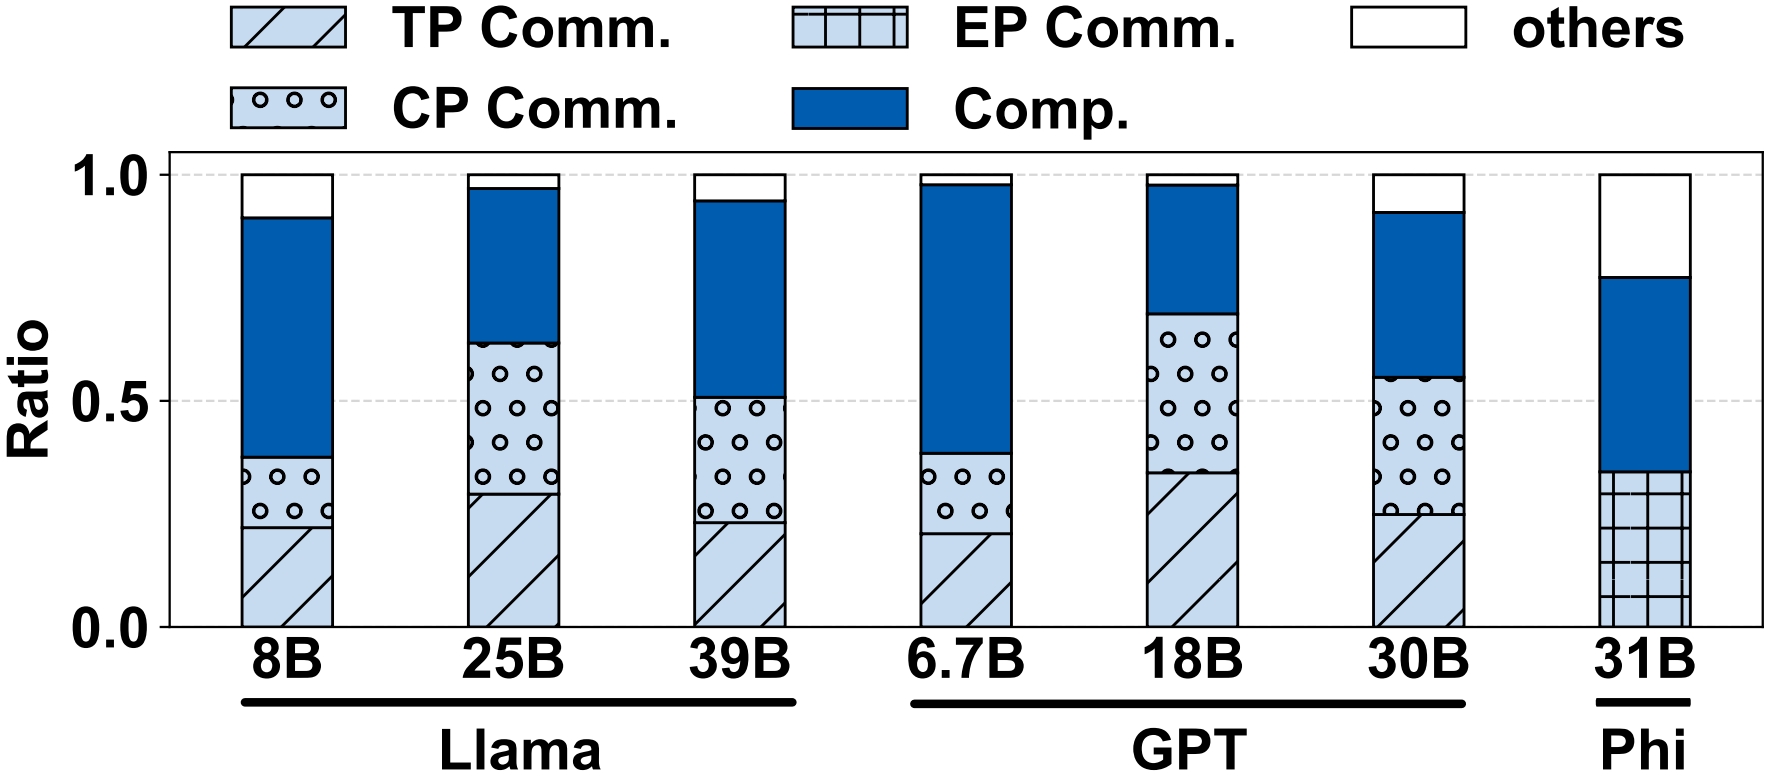 TP Comm. EP Comm. others
CP Comm. Comp.
1.0
0.5
0.0
Ratio
8B 25B 39B 6.7B 18B 30B 31B
Llama GPT Phi